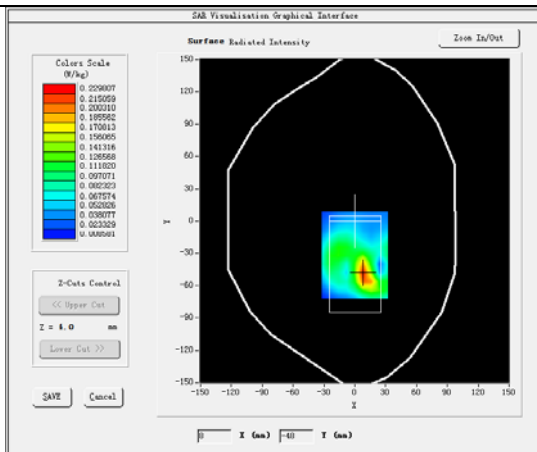 SAR Visualisation Graphical Interface
Surface Radiated Intensity
Zoom In/Out
Colors Scale
(W/kg)
0.229007
0.215059
0.200310
0.185562
0.170813
0.156065
0.141316
0.126568
0.111820
0.097071
0.082323
0.067574
0.052826
0.038077
0.023329
0.008581
Z-Cuts Control
<< Upper Cut
Z = 4.0 mm
Lower Cut >>
SAVE
Cancel
150
120
90
60
30
0
-30
-60
-90
-120
-150
Y
-150 -120 -90 -60 -30 0 30 60 90 120 150
X
8 X (mm) -48 Y (mm)